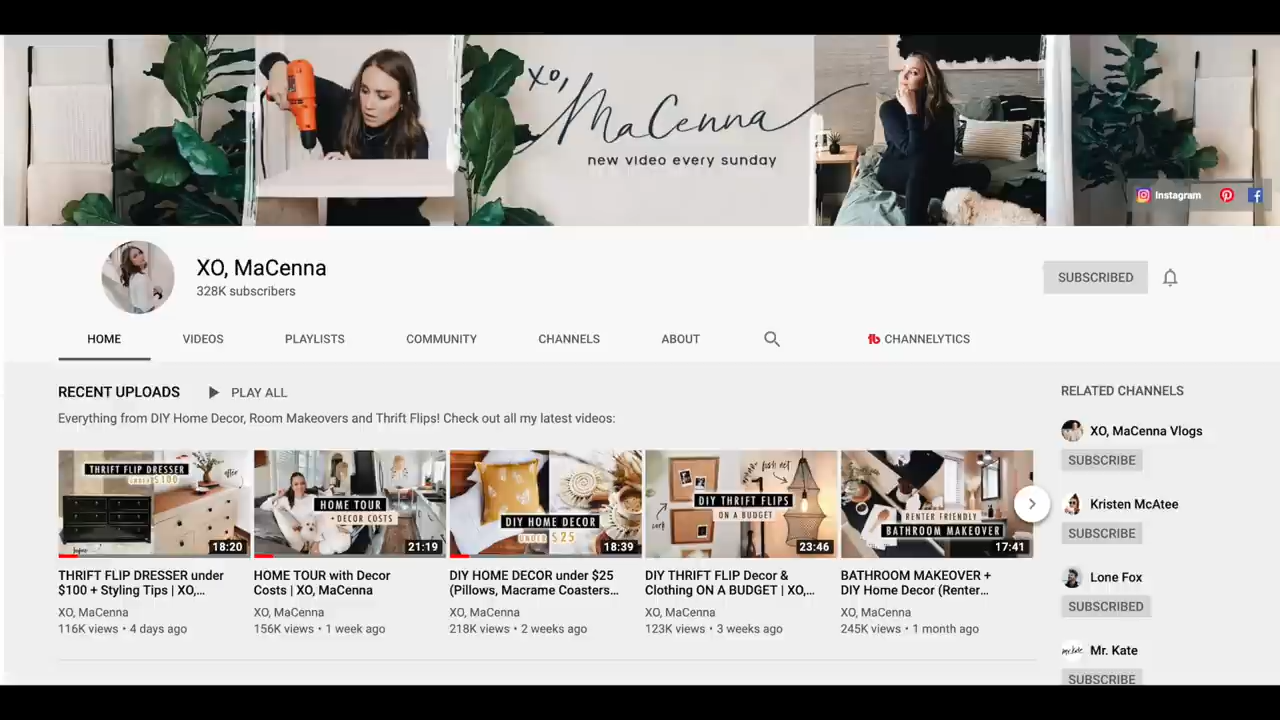 XO,
MaCenna
new video every sunday
Instagram
XO, MaCenna
328K subscribers
SUBSCRIBED
HOME VIDEOS PLAYLISTS COMMUNITY CHANNELS ABOUT CHANNELYTICS
RECENT UPLOADS PLAY ALL
Everything from DIY Home Decor, Room Makeovers and Thrift Flips! Check out all my latest videos:
THRIFT FLIP DRESSER
UNDER $100
after
before
18:20
THRIFT FLIP DRESSER under
$100 + Styling Tips | XO,...
XO, MaCenna
116K views • 4 days ago
HOME TOUR
+ DECOR COSTS
21:19
HOME TOUR with Decor
Costs | XO, MaCenna
XO, MaCenna
156K views • 1 week ago
DIY HOME DECOR
UNDER $25
18:39
DIY HOME DECOR under $25
(Pillows, Macrame Coasters...
XO, MaCenna
218K views • 2 weeks ago
DIY THRIFT FLIPS
ON A BUDGET
23:46
DIY THRIFT FLIP Decor &
Clothing ON A BUDGET | XO,...
XO, MaCenna
123K views • 3 weeks ago
RENTER FRIENDLY
BATHROOM MAKEOVER
17:41
BATHROOM MAKEOVER +
DIY Home Decor (Renter...
XO, MaCenna
245K views • 1 month ago
RELATED CHANNELS
XO, MaCenna Vlogs
SUBSCRIBE
Kristen McAtee
SUBSCRIBE
Lone Fox
SUBSCRIBED
mr.kate
Mr. Kate
SUBSCRIBE